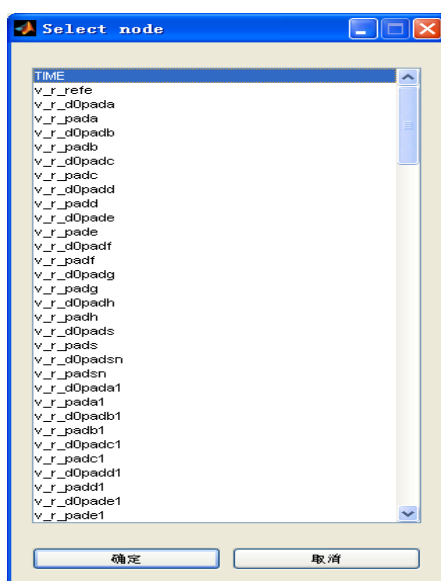 Select node
TIME
v_r_refe
v_r_d0pada
v_r_pada
v_r_d0padb
v_r_padb
v_r_d0padc
v_r_padc
v_r_d0padd
v_r_padd
v_r_d0pade
v_r_pade
v_r_d0padf
v_r_padf
v_r_d0padg
v_r_padg
v_r_d0padh
v_r_padh
v_r_d0pads
v_r_pads
v_r_d0padsn
v_r_padsn
v_r_d0pada1
v_r_pada1
v_r_d0padb1
v_r_padb1
v_r_d0padc1
v_r_padc1
v_r_d0padd1
v_r_padd1
v_r_d0pade1
v_r_pade1
确定 取消